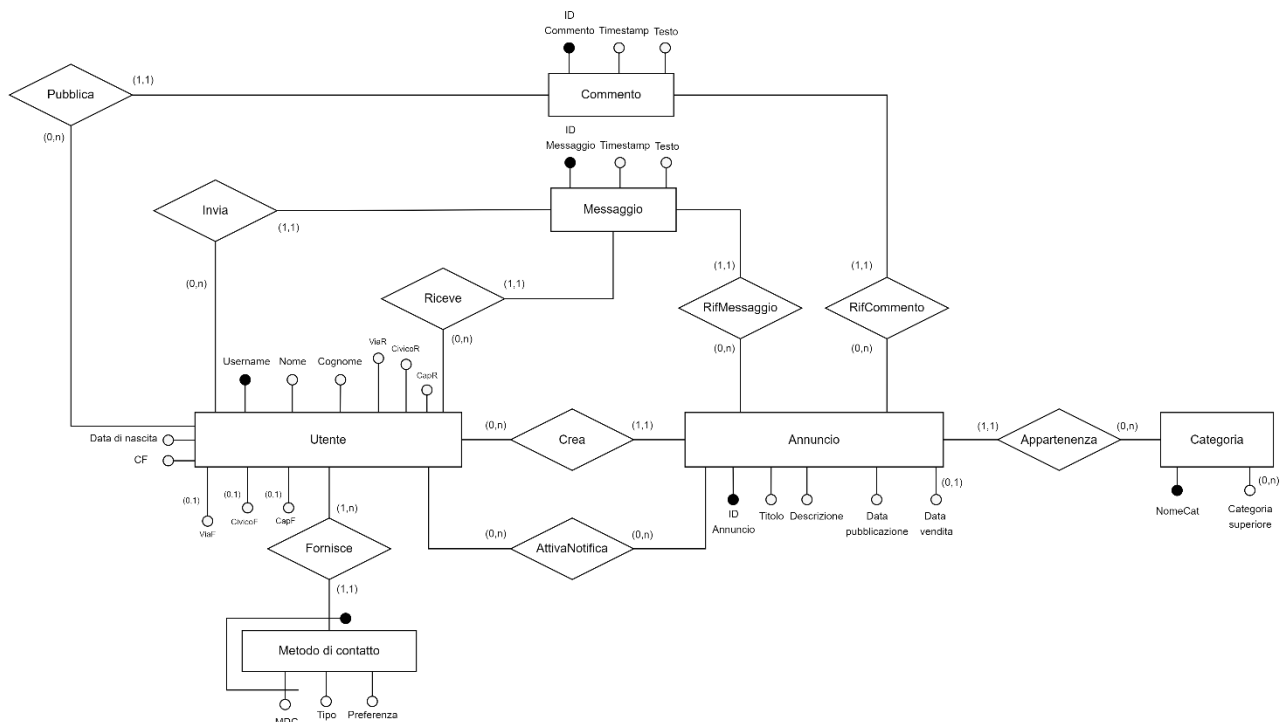 ID
Commento Timestamp Testo
Commento
Pubblica
(1,1)
(0,n)
ID
Messaggio Timestamp Testo
Messaggio
Invia
(1,1)
(0,n)
Riceve
(1,1)
(0,n)
(1,1)
RifMessaggio
(0,n)
(1,1)
RifCommento
(0,n)
Username Nome Cognome ViaR CivicoR CapR
Utente
Data di nascita
CF
(0.1) ViaF
(0.1) CivicoF
(0.1) CapF
(0,n) Crea (1,1)
Annuncio
(1,1) Appartenenza (0,n)
Categoria
ID
Annuncio
Titolo
Descrizione
Data
pubblicazione
(0,1)
Data
vendita
NomeCat
(0,n)
Categoria
superiore
(0,n) AttivaNotifica (0,n)
(1,n)
Fornisce
(1,1)
Metodo di contatto
MDC Tipo Preferenza